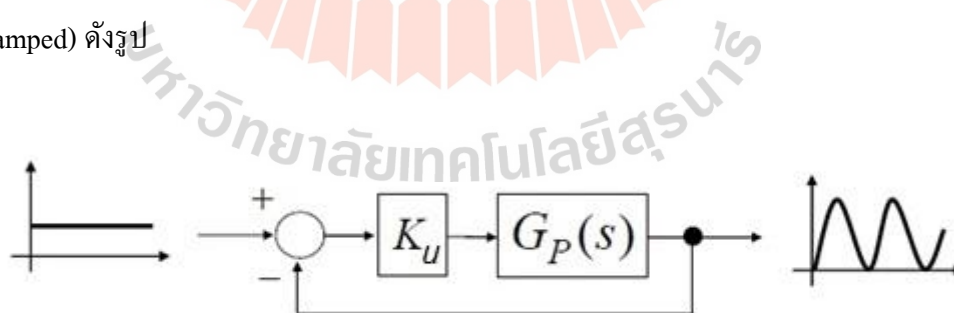 amped) ดังรูป
มหาวิทยาลัยเทคโนโลยีสุรนารี
+
K_u
G_P(s)
−